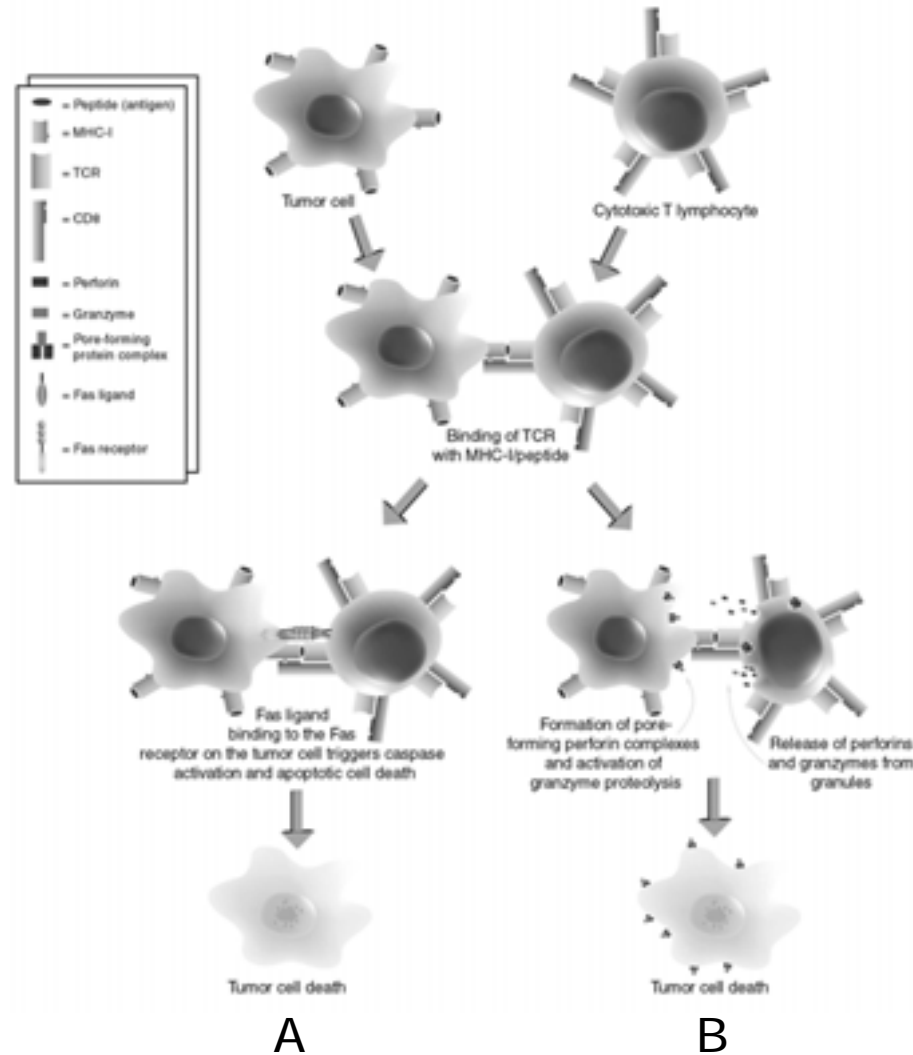 = Peptide (antigen)
= MHC-I
= TCR
= CD8
= Perforin
= Granzyme
= Pore-forming
protein complex
= Fas ligand
= Fas receptor
Tumor cell
Cytotoxic T lymphocyte
Binding of TCR
with MHC-I/peptide
Fas ligand
binding to the Fas
receptor on the tumor cell triggers caspase
activation and apoptotic cell death
Formation of pore-
forming perforin complexes
and activation of
granzyme proteolysis
Release of perforins
and granzymes from
granules
Tumor cell death
Tumor cell death
A
B